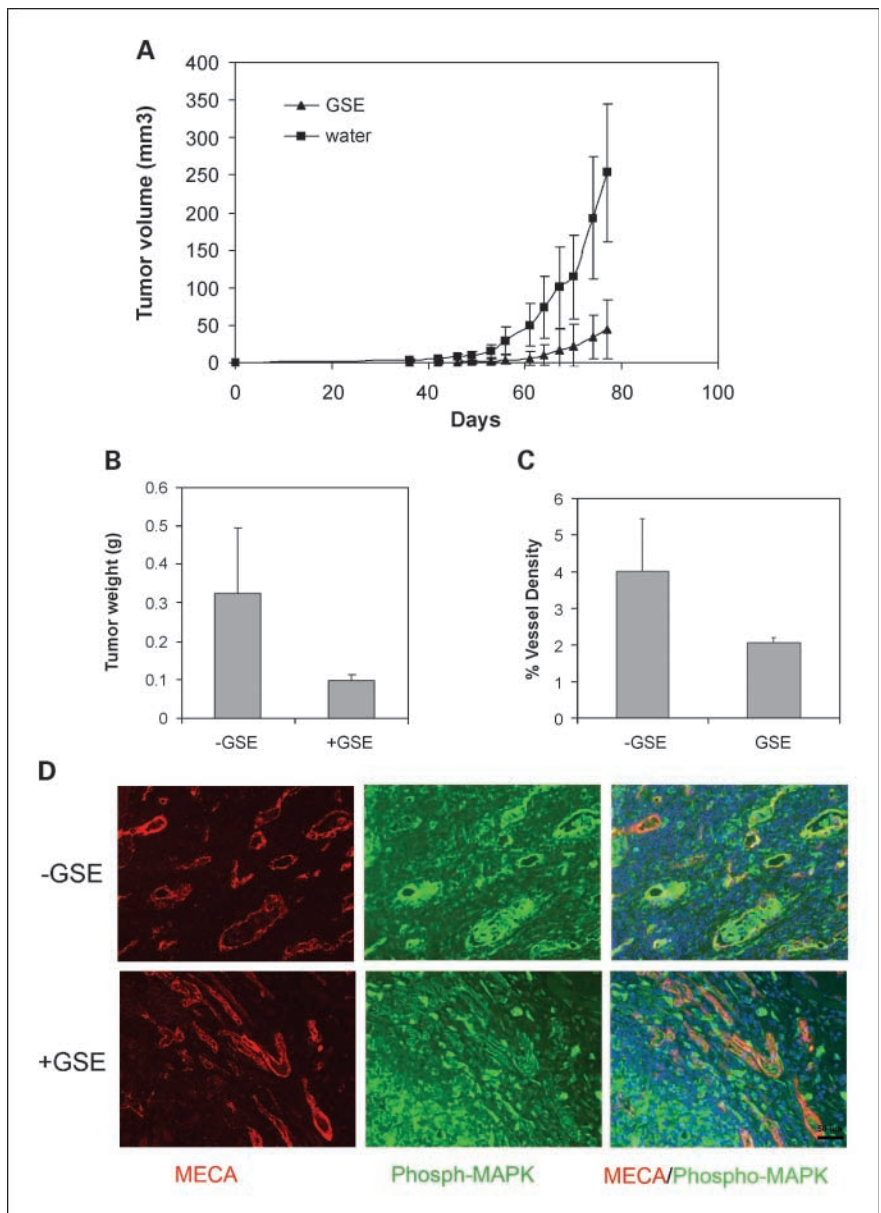 A
400
350
300
250
200
150
100
50
0
Tumor volume (mm3)
GSE
water
0 20 40 60 80 100
Days
B
0.6
0.5
0.4
0.3
0.2
0.1
0
Tumor weight (g)
-GSE +GSE
C
6
5
4
3
2
1
0
% Vessel Density
-GSE GSE
D
-GSE
+GSE
MECA Phosph-MAPK MECA/Phospho-MAPK